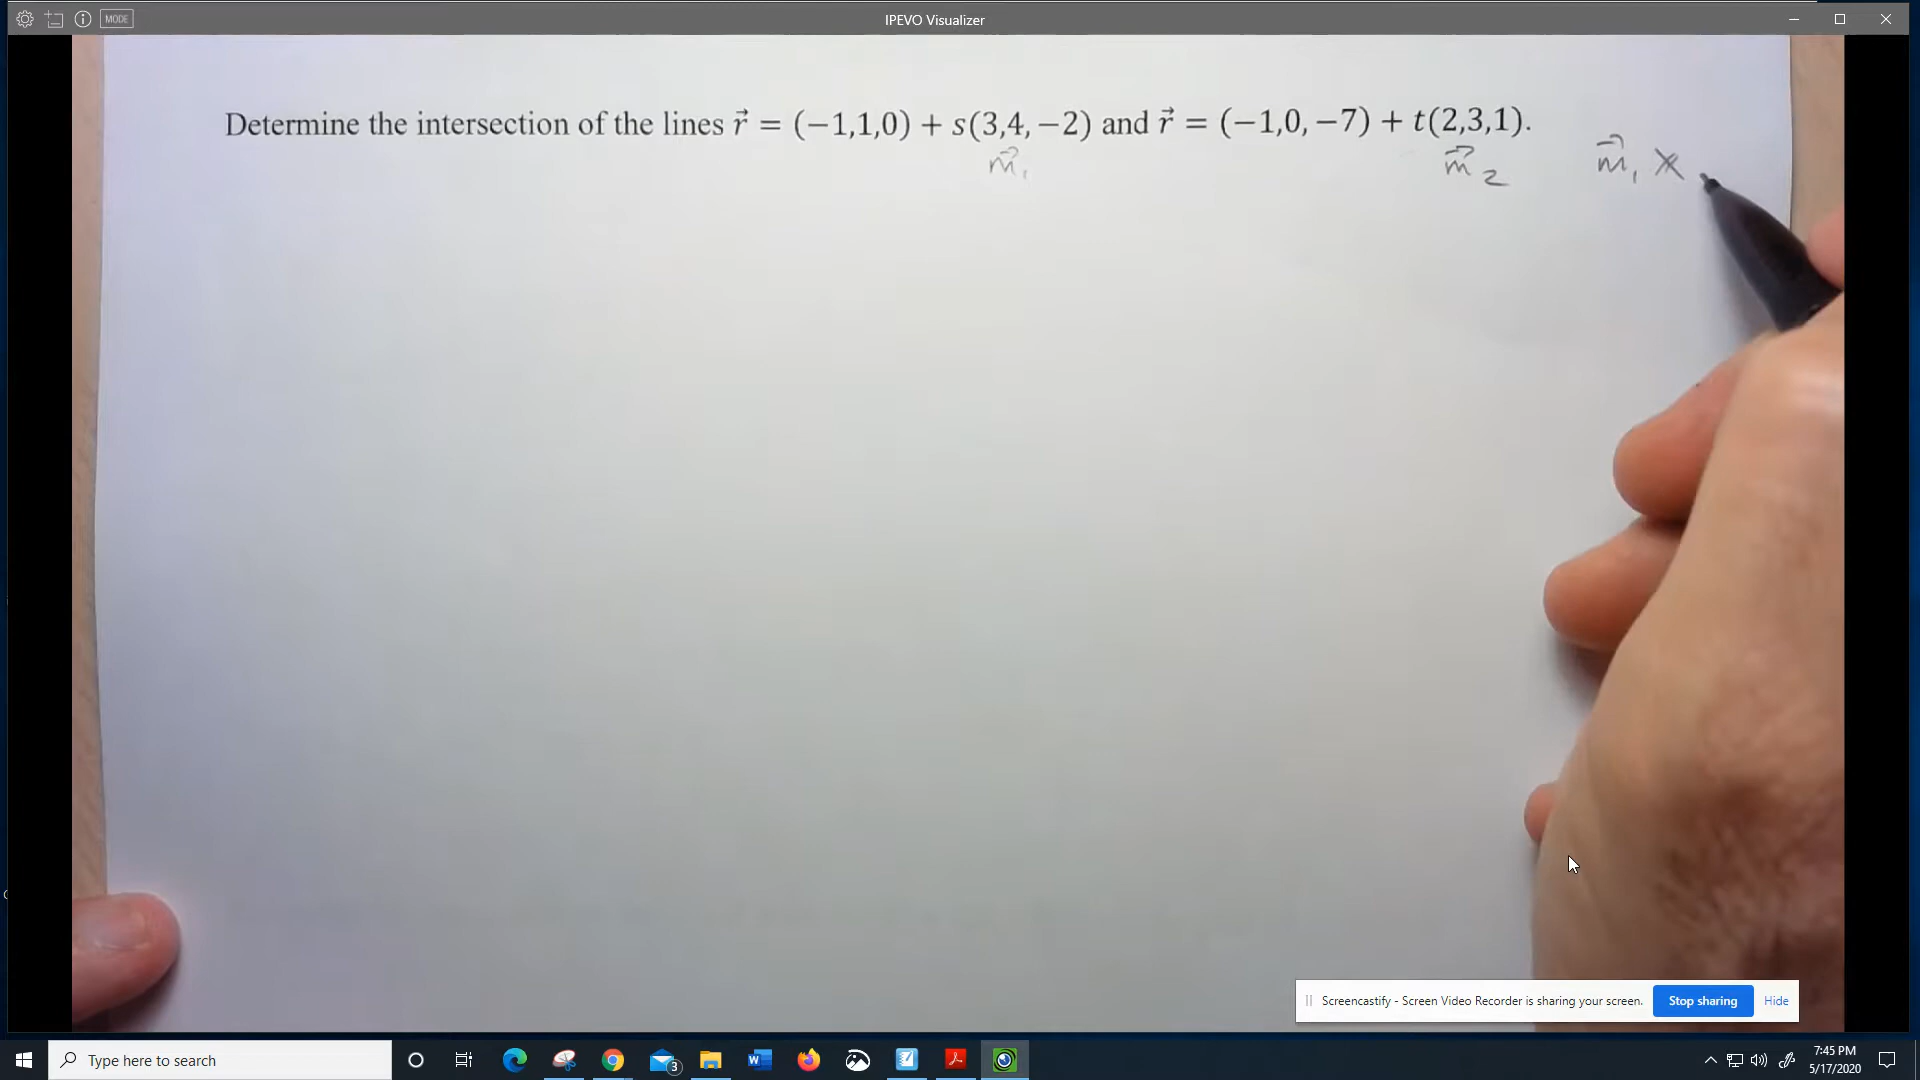 MODE
IPEVO Visualizer
Determine the intersection of the lines r⃗ = (−1,1,0) + s(3,4,−2) and r⃗ = (−1,0,−7) + t(2,3,1).
m⃗₁
m⃗₂
m⃗₁ ∦
Screencastify - Screen Video Recorder is sharing your screen.
Stop sharing
Hide
Type here to search
3
7:45 PM
5/17/2020